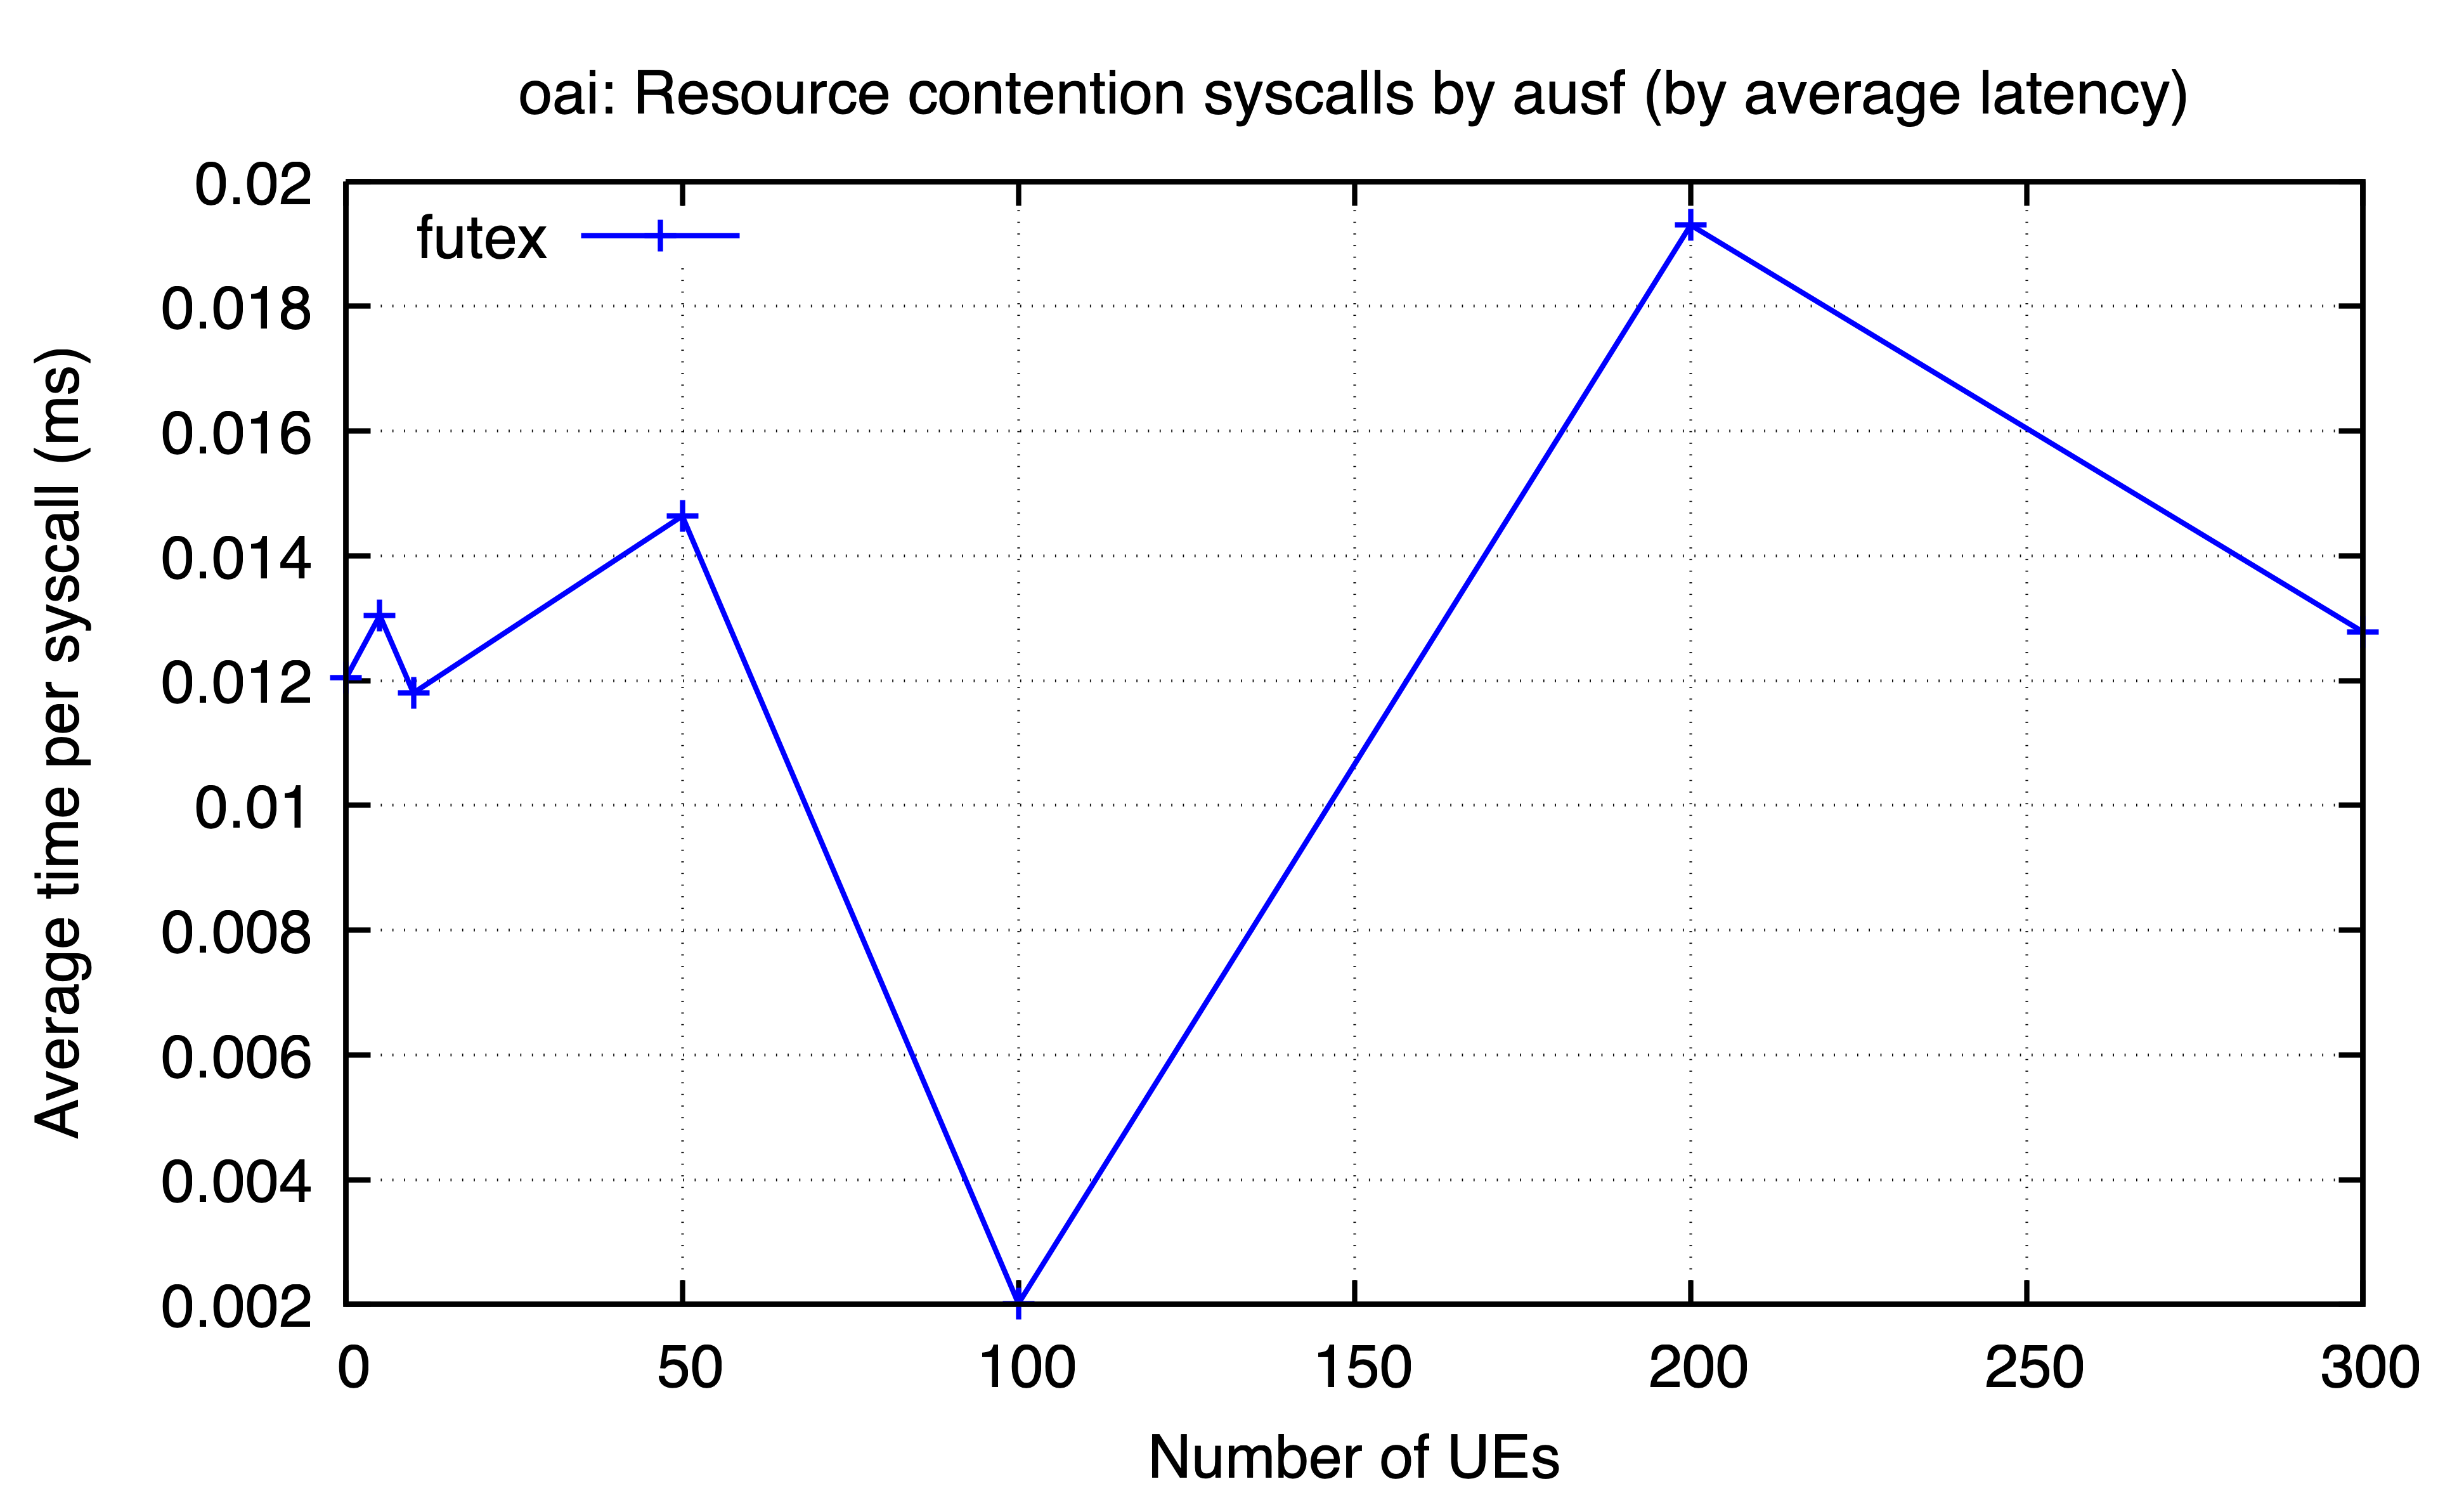 oai: Resource contention syscalls by ausf (by average latency)
futex
Average time per syscall (ms)
0.02
0.018
0.016
0.014
0.012
0.01
0.008
0.006
0.004
0.002
0 50 100 150 200 250 300
Number of UEs